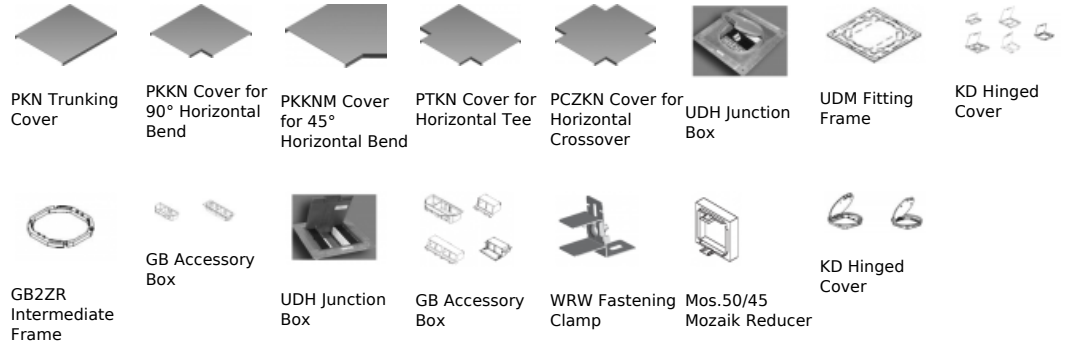 PKN Trunking
Cover
PKKN Cover for
90° Horizontal
Bend
PKKNM Cover
for 45°
Horizontal Bend
PTKN Cover for
Horizontal Tee
PCZKN Cover for
Horizontal
Crossover
UDH Junction
Box
UDM Fitting
Frame
KD Hinged
Cover
GB2ZR
Intermediate
Frame
GB Accessory
Box
UDH Junction
Box
GB Accessory
Box
WRW Fastening
Clamp
Mos.50/45
Mozaik Reducer
KD Hinged
Cover